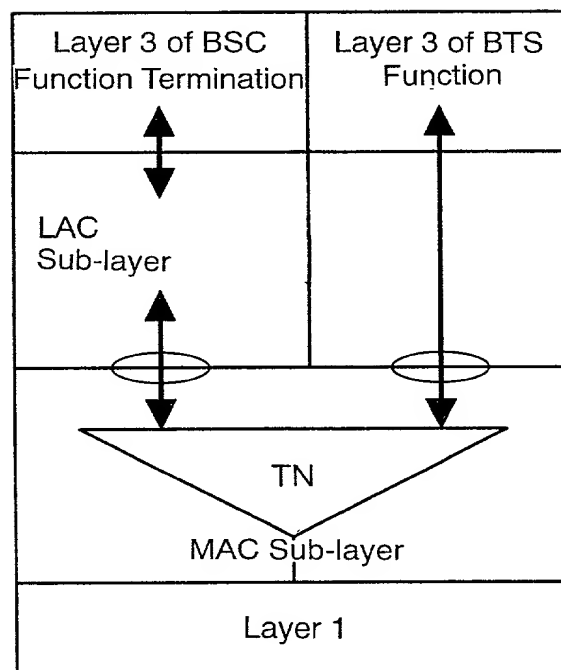 Layer 3 of BSC
Function Termination
Layer 3 of BTS
Function
LAC
Sub-layer
TN
MAC Sub-layer
Layer 1